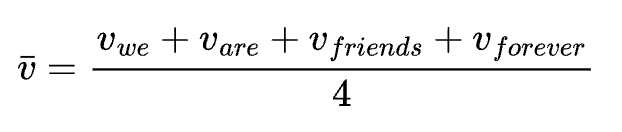 v̄ = (v_we + v_are + v_friends + v_forever) / 4